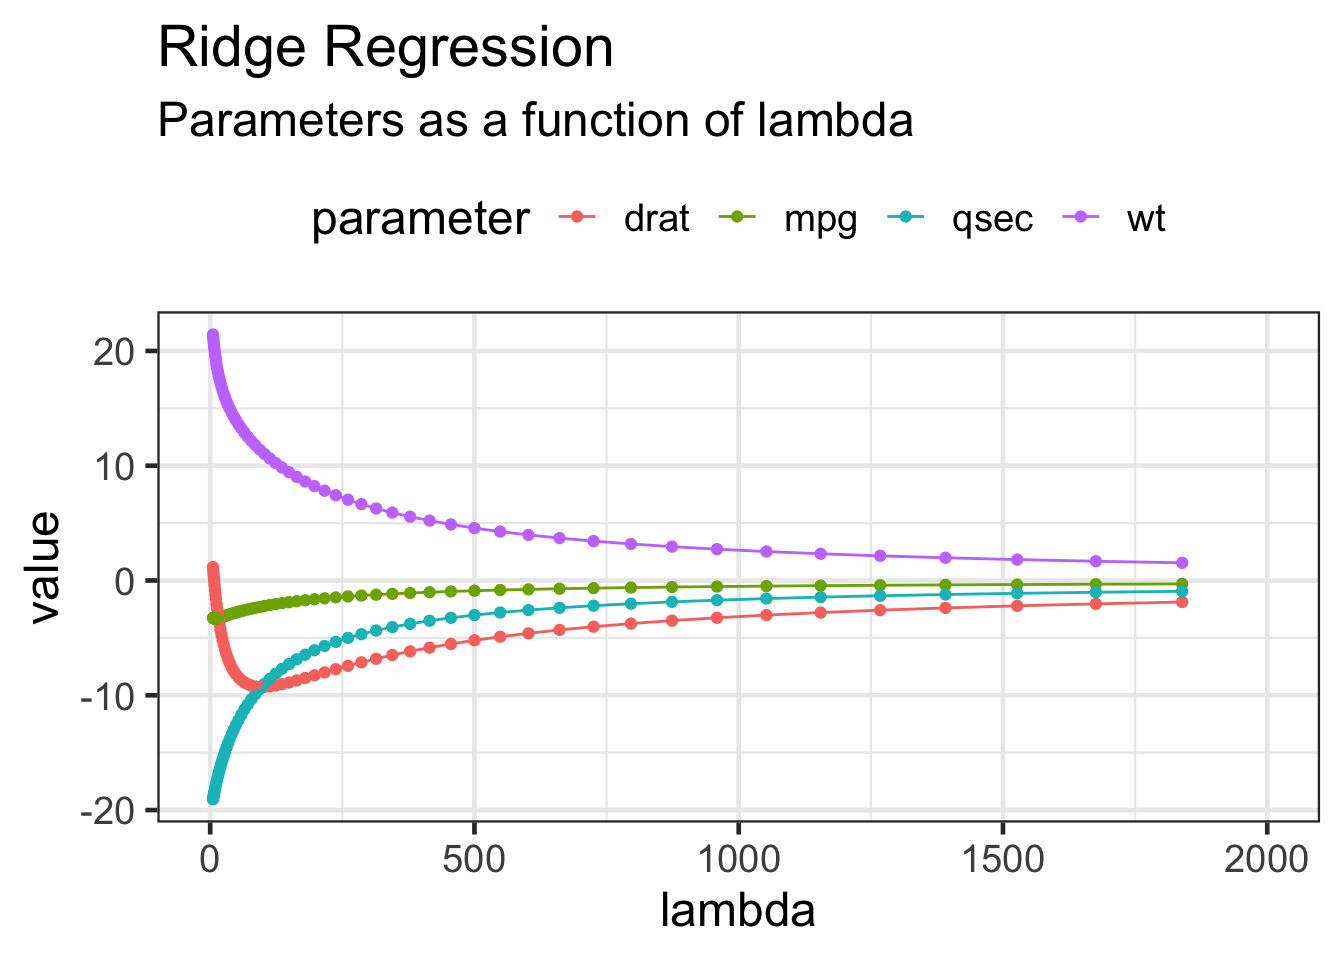 Ridge Regression
Parameters as a function of lambda
parameter drat mpg qsec wt
value
20
10
0
-10
-20
0 500 1000 1500 2000
lambda